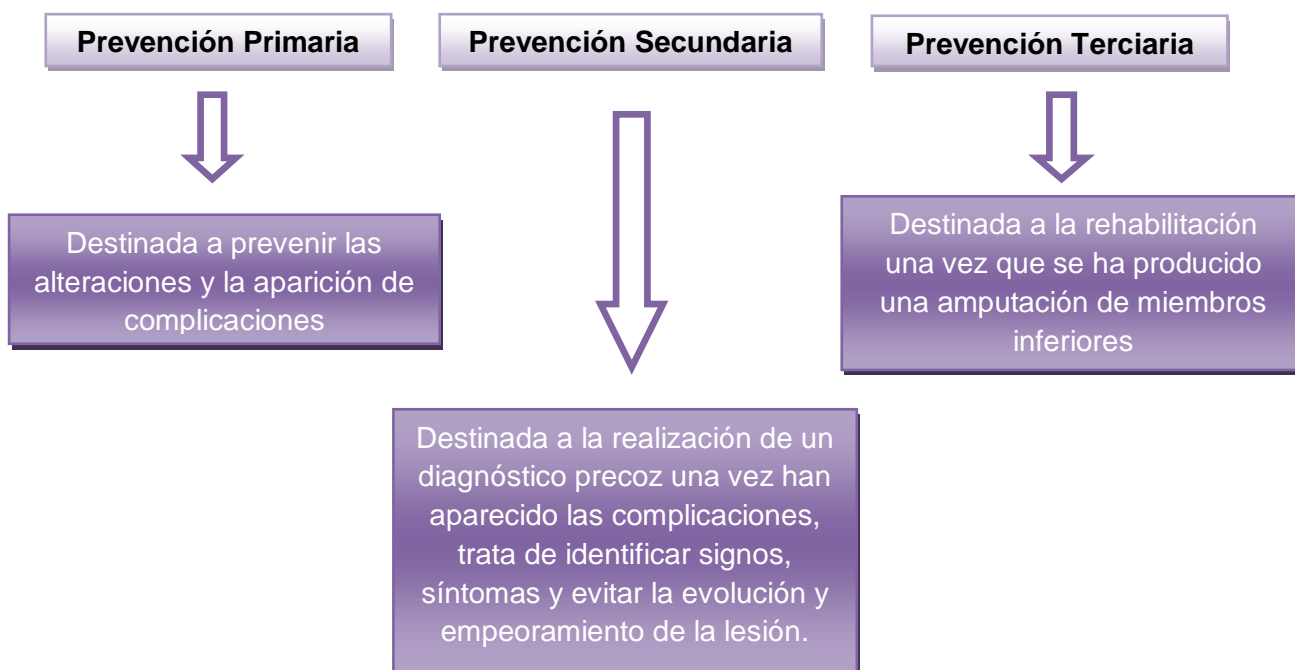 Prevención Primaria
Prevención Secundaria
Prevención Terciaria
Destinada a prevenir las
alteraciones y la aparición de
complicaciones
Destinada a la rehabilitación
una vez que se ha producido
una amputación de miembros
inferiores
Destinada a la realización de un
diagnóstico precoz una vez han
aparecido las complicaciones,
trata de identificar signos,
síntomas y evitar la evolución y
empeoramiento de la lesión.